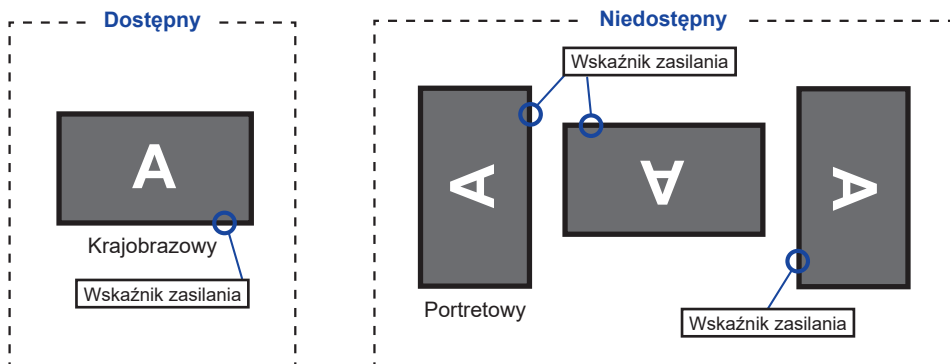 Dostępny
A
Krajobrazowy
Wskaźnik zasilania
Niedostępny
Wskaźnik zasilania
A
A
A
Portretowy
Wskaźnik zasilania